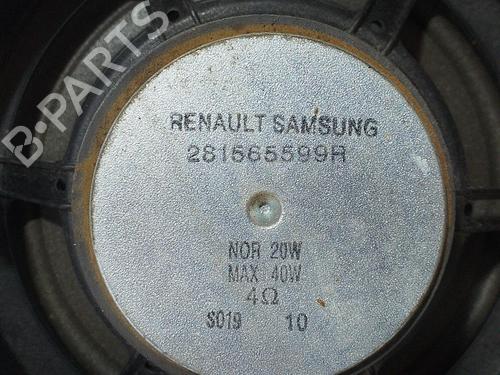 B-PARTS
RENAULT SAMSUNG
281565599R
NOR 20W
MAX 40W
4Ω
S019 10